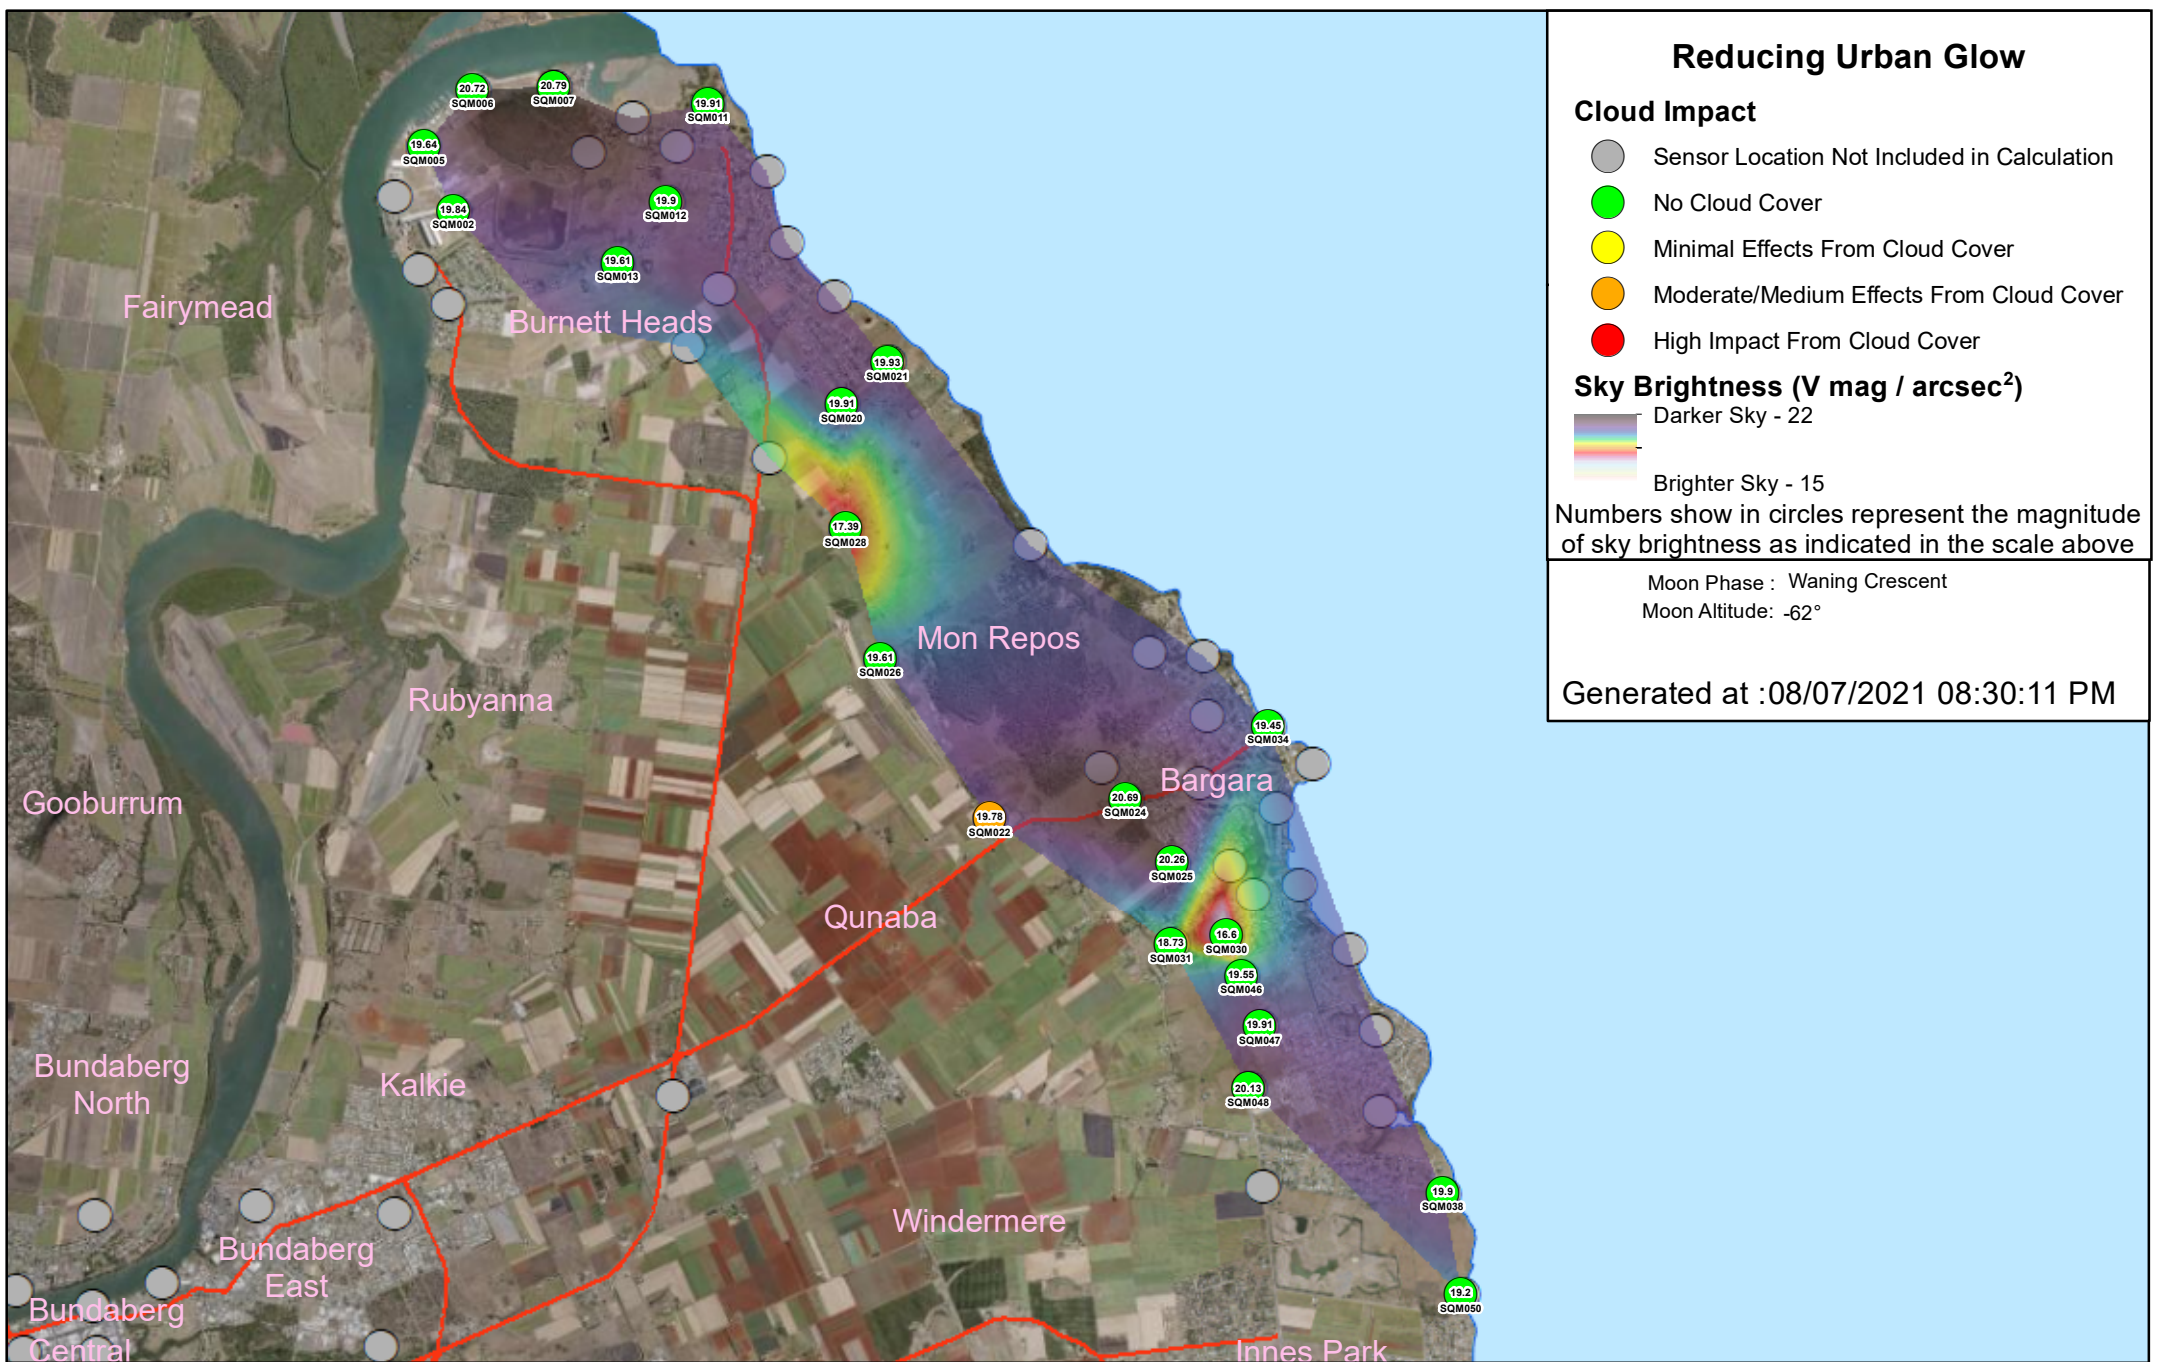 Reducing Urban Glow
Cloud Impact
Sensor Location Not Included in Calculation
No Cloud Cover
Minimal Effects From Cloud Cover
Moderate/Medium Effects From Cloud Cover
High Impact From Cloud Cover
Sky Brightness (V mag / arcsec²)
Darker Sky - 22
Brighter Sky - 15
Numbers show in circles represent the magnitude
of sky brightness as indicated in the scale above
Moon Phase : Waning Crescent
Moon Altitude: -62°
Generated at :08/07/2021 08:30:11 PM
20.72
SQM006
20.79
SQM007
19.91
SQM011
19.64
SQM005
19.84
SQM002
19.9
SQM012
19.61
SQM013
Fairymead
Burnett Heads
19.93
SQM021
19.91
SQM020
17.39
SQM028
Mon Repos
19.61
SQM026
Rubyanna
19.45
SQM034
Bargara
20.69
SQM024
Gooburrum
19.78
SQM022
20.26
SQM025
Qunaba
18.73
SQM031
16.6
SQM030
19.55
SQM046
19.91
SQM047
Bundaberg
North
Kalkie
20.13
SQM048
19.9
SQM038
Windermere
Bundaberg
East
19.2
SQM050
Bundaberg
Central
Innes Park